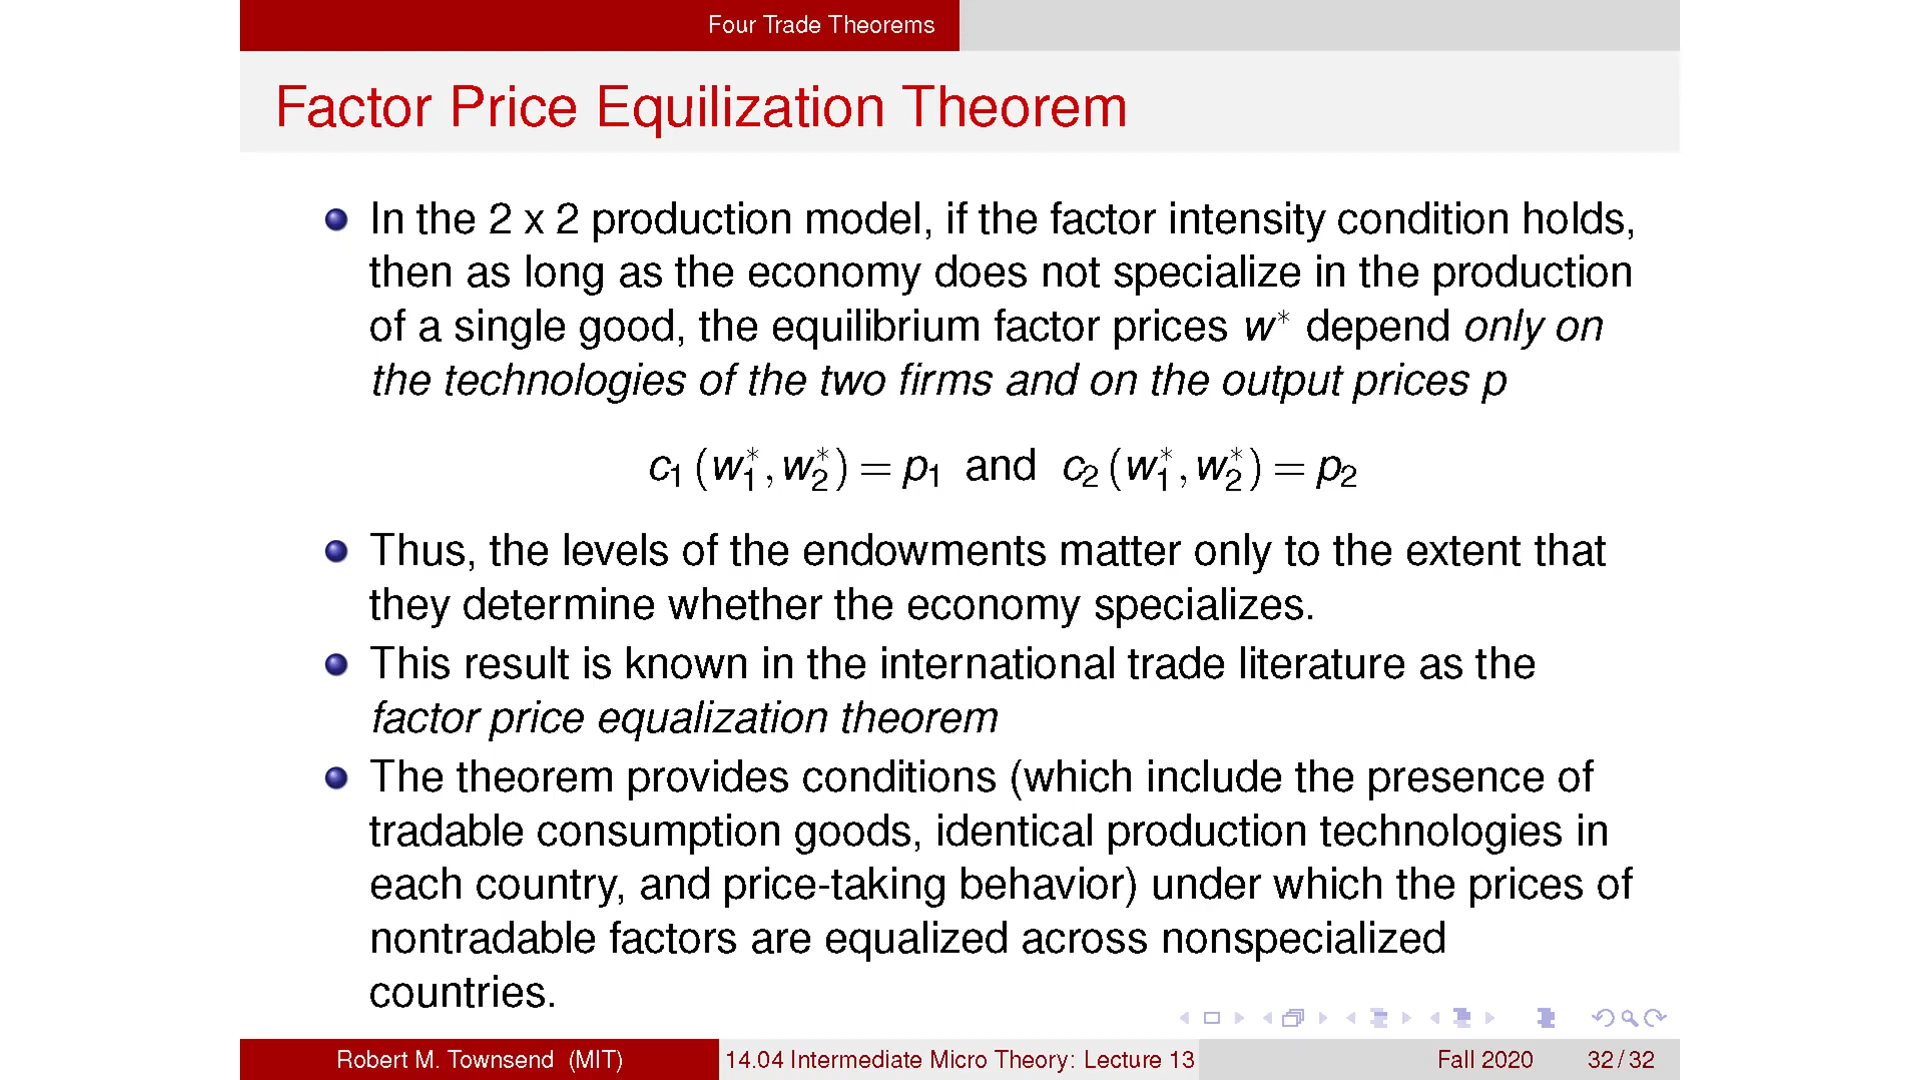 Four Trade Theorems
Factor Price Equilization Theorem
In the 2 x 2 production model, if the factor intensity condition holds,
then as long as the economy does not specialize in the production
of a single good, the equilibrium factor prices w* depend only on
the technologies of the two firms and on the output prices p
c₁ (w₁*, w₂*) = p₁ and c₂ (w₁*, w₂*) = p₂
Thus, the levels of the endowments matter only to the extent that
they determine whether the economy specializes.
This result is known in the international trade literature as the
factor price equalization theorem
The theorem provides conditions (which include the presence of
tradable consumption goods, identical production technologies in
each country, and price-taking behavior) under which the prices of
nontradable factors are equalized across nonspecialized
countries.
Robert M. Townsend (MIT) 14.04 Intermediate Micro Theory: Lecture 13 Fall 2020 32 / 32